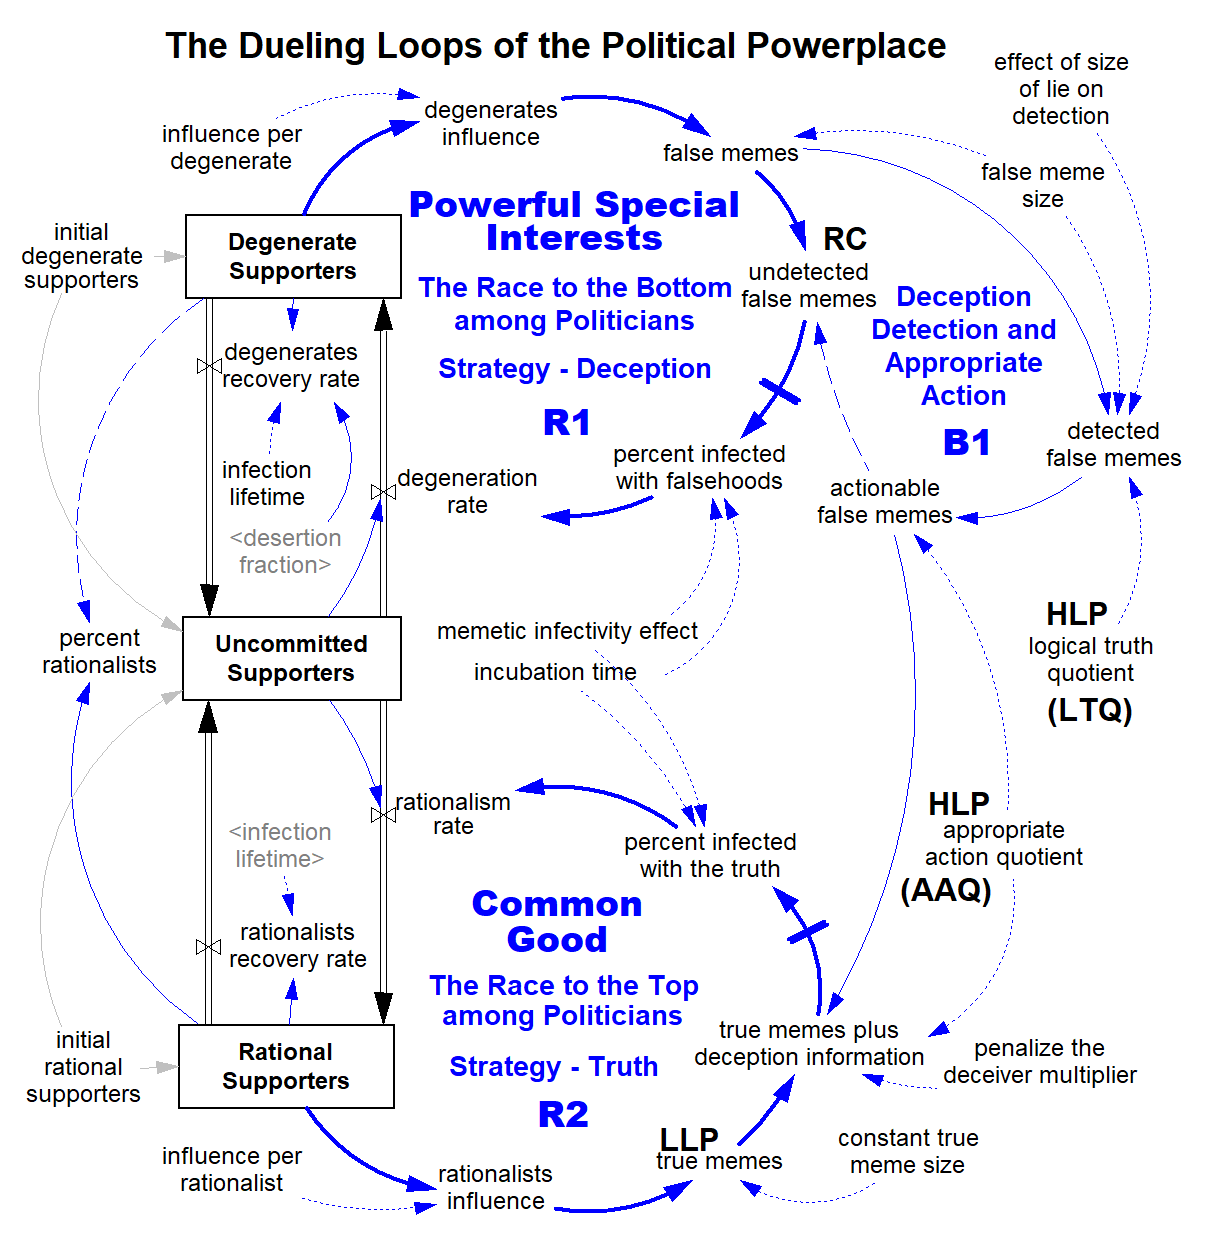 The Dueling Loops of the Political Powerplace
effect of size
of lie on
detection
degenerates
influence
influence per
degenerate
false memes
false meme
size
Powerful Special
Interests
initial
degenerate
supporters
Degenerate
Supporters
RC
undetected
false memes
The Race to the Bottom
among Politicians
Deception
Detection and
Appropriate
Action
B1
degenerates
recovery rate
Strategy - Deception
R1
detected
false memes
infection
lifetime
degeneration
rate
percent infected
with falsehoods
actionable
false memes
<desertion
fraction>
percent
rationalists
Uncommitted
Supporters
memetic infectivity effect
incubation time
HLP
logical truth
quotient
(LTQ)
rationalism
rate
HLP
appropriate
action quotient
(AAQ)
<infection
lifetime>
percent infected
with the truth
Common
Good
rationalists
recovery rate
The Race to the Top
among Politicians
initial
rational
supporters
Rational
Supporters
Strategy - Truth
R2
true memes plus
deception information
penalize the
deceiver multiplier
LLP
true memes
constant true
meme size
influence per
rationalist
rationalists
influence